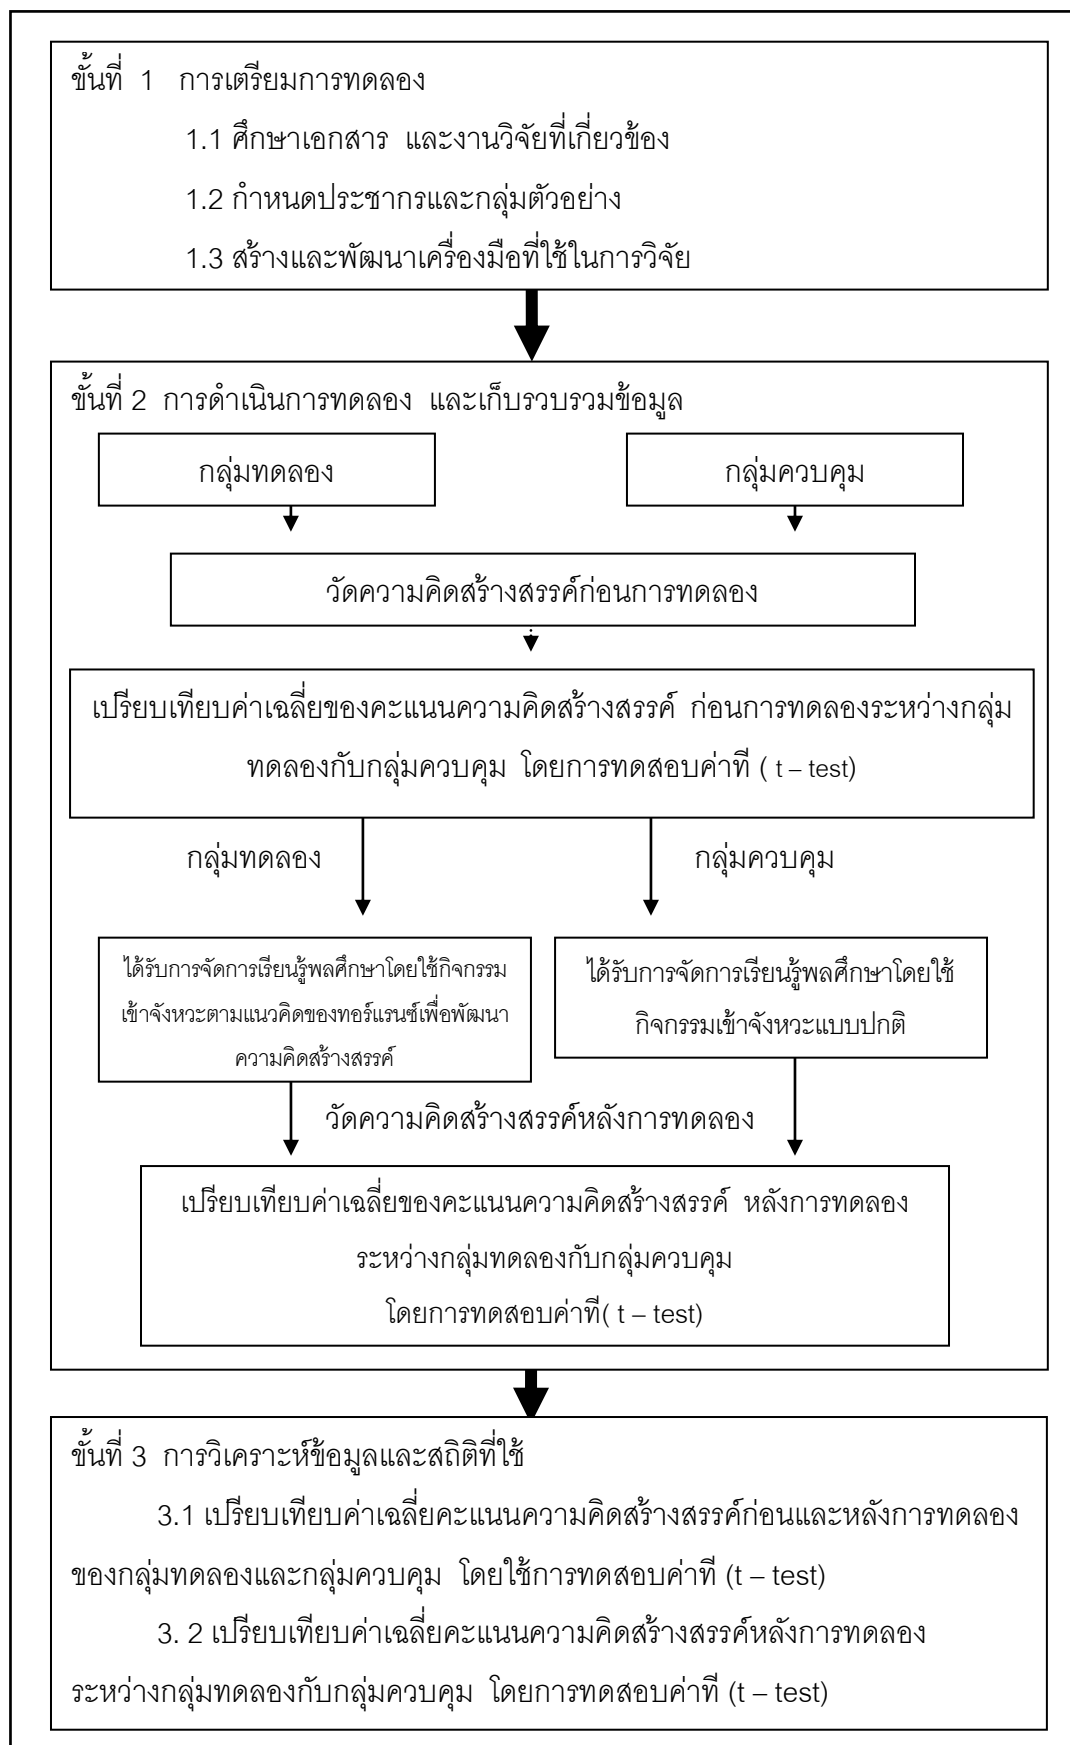 ขั้นที่ 1 การเตรียมการทดลอง
1.1 ศึกษาเอกสาร และงานวิจัยที่เกี่ยวข้อง
1.2 กำหนดประชากรและกลุ่มตัวอย่าง
1.3 สร้างและพัฒนาเครื่องมือที่ใช้ในการวิจัย
ขั้นที่ 2 การดำเนินการทดลอง และเก็บรวบรวมข้อมูล
กลุ่มทดลอง
กลุ่มควบคุม
วัดความคิดสร้างสรรค์ก่อนการทดลอง
เปรียบเทียบค่าเฉลี่ยของคะแนนความคิดสร้างสรรค์ ก่อนการทดลองระหว่างกลุ่ม
ทดลองกับกลุ่มควบคุม โดยการทดสอบค่าที ( t – test)
กลุ่มทดลอง
กลุ่มควบคุม
ได้รับการจัดการเรียนรู้พลศึกษาโดยใช้กิจกรรม
เข้าจังหวะตามแนวคิดของทอร์แรนซ์เพื่อพัฒนา
ความคิดสร้างสรรค์
ได้รับการจัดการเรียนรู้พลศึกษาโดยใช้
กิจกรรมเข้าจังหวะแบบปกติ
วัดความคิดสร้างสรรค์หลังการทดลอง
เปรียบเทียบค่าเฉลี่ยของคะแนนความคิดสร้างสรรค์ หลังการทดลอง
ระหว่างกลุ่มทดลองกับกลุ่มควบคุม
โดยการทดสอบค่าที( t – test)
ขั้นที่ 3 การวิเคราะห์ข้อมูลและสถิติที่ใช้
3.1 เปรียบเทียบค่าเฉลี่ยคะแนนความคิดสร้างสรรค์ก่อนและหลังการทดลอง
ของกลุ่มทดลองและกลุ่มควบคุม โดยใช้การทดสอบค่าที (t – test)
3. 2 เปรียบเทียบค่าเฉลี่ยคะแนนความคิดสร้างสรรค์หลังการทดลอง
ระหว่างกลุ่มทดลองกับกลุ่มควบคุม โดยการทดสอบค่าที (t – test)